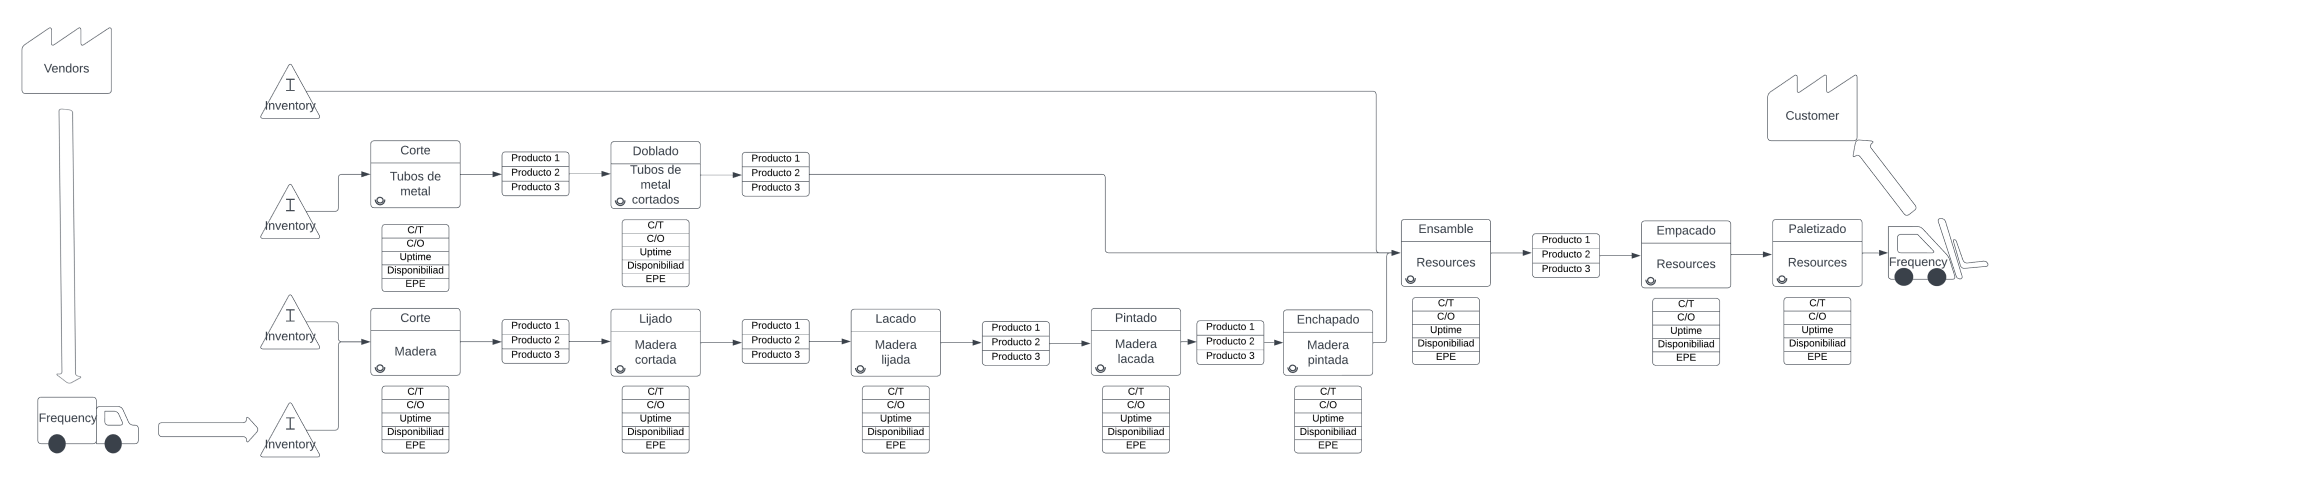 Vendors
I
Inventory
Customer
Corte
Tubos de
metal
Producto 1
Producto 2
Producto 3
Doblado
Tubos de
metal
cortados
Producto 1
Producto 2
Producto 3
I
Inventory
C/T
C/O
Uptime
Disponibiliad
EPE
C/T
C/O
Uptime
Disponibiliad
EPE
Ensamble
Resources
Producto 1
Producto 2
Producto 3
Empacado
Resources
Paletizado
Resources
Frequency
C/T
C/O
Uptime
Disponibiliad
EPE
C/T
C/O
Uptime
Disponibiliad
EPE
C/T
C/O
Uptime
Disponibiliad
EPE
I
Inventory
Corte
Madera
Producto 1
Producto 2
Producto 3
Lijado
Madera
cortada
Producto 1
Producto 2
Producto 3
Lacado
Madera
lijada
Producto 1
Producto 2
Producto 3
Pintado
Madera
lacada
Producto 1
Producto 2
Producto 3
Enchapado
Madera
pintada
Frequency
I
Inventory
C/T
C/O
Uptime
Disponibiliad
EPE
C/T
C/O
Uptime
Disponibiliad
EPE
C/T
C/O
Uptime
Disponibiliad
EPE
C/T
C/O
Uptime
Disponibiliad
EPE
C/T
C/O
Uptime
Disponibiliad
EPE